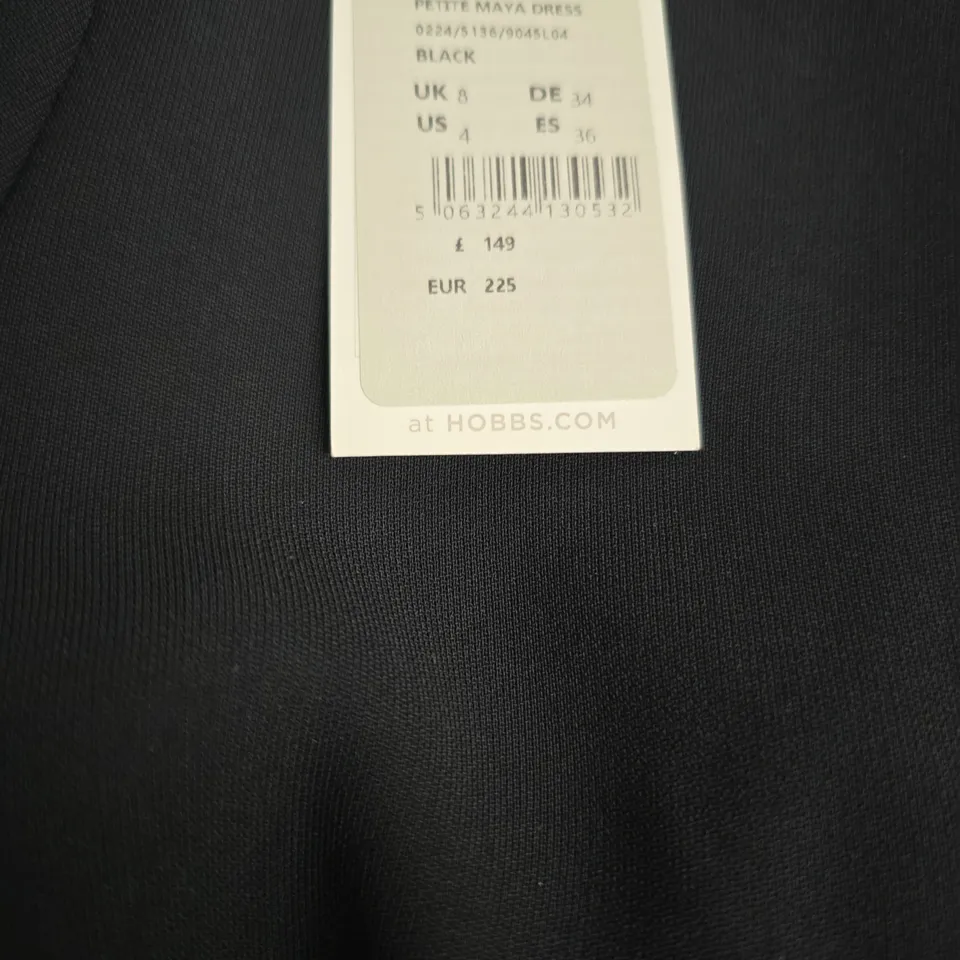 PETITE MAYA DRESS
0224/5136/9045L04
BLACK
UK 8 DE 34
US 4 ES 36
5 063244 130532
£ 149
EUR 225
at HOBBS.COM